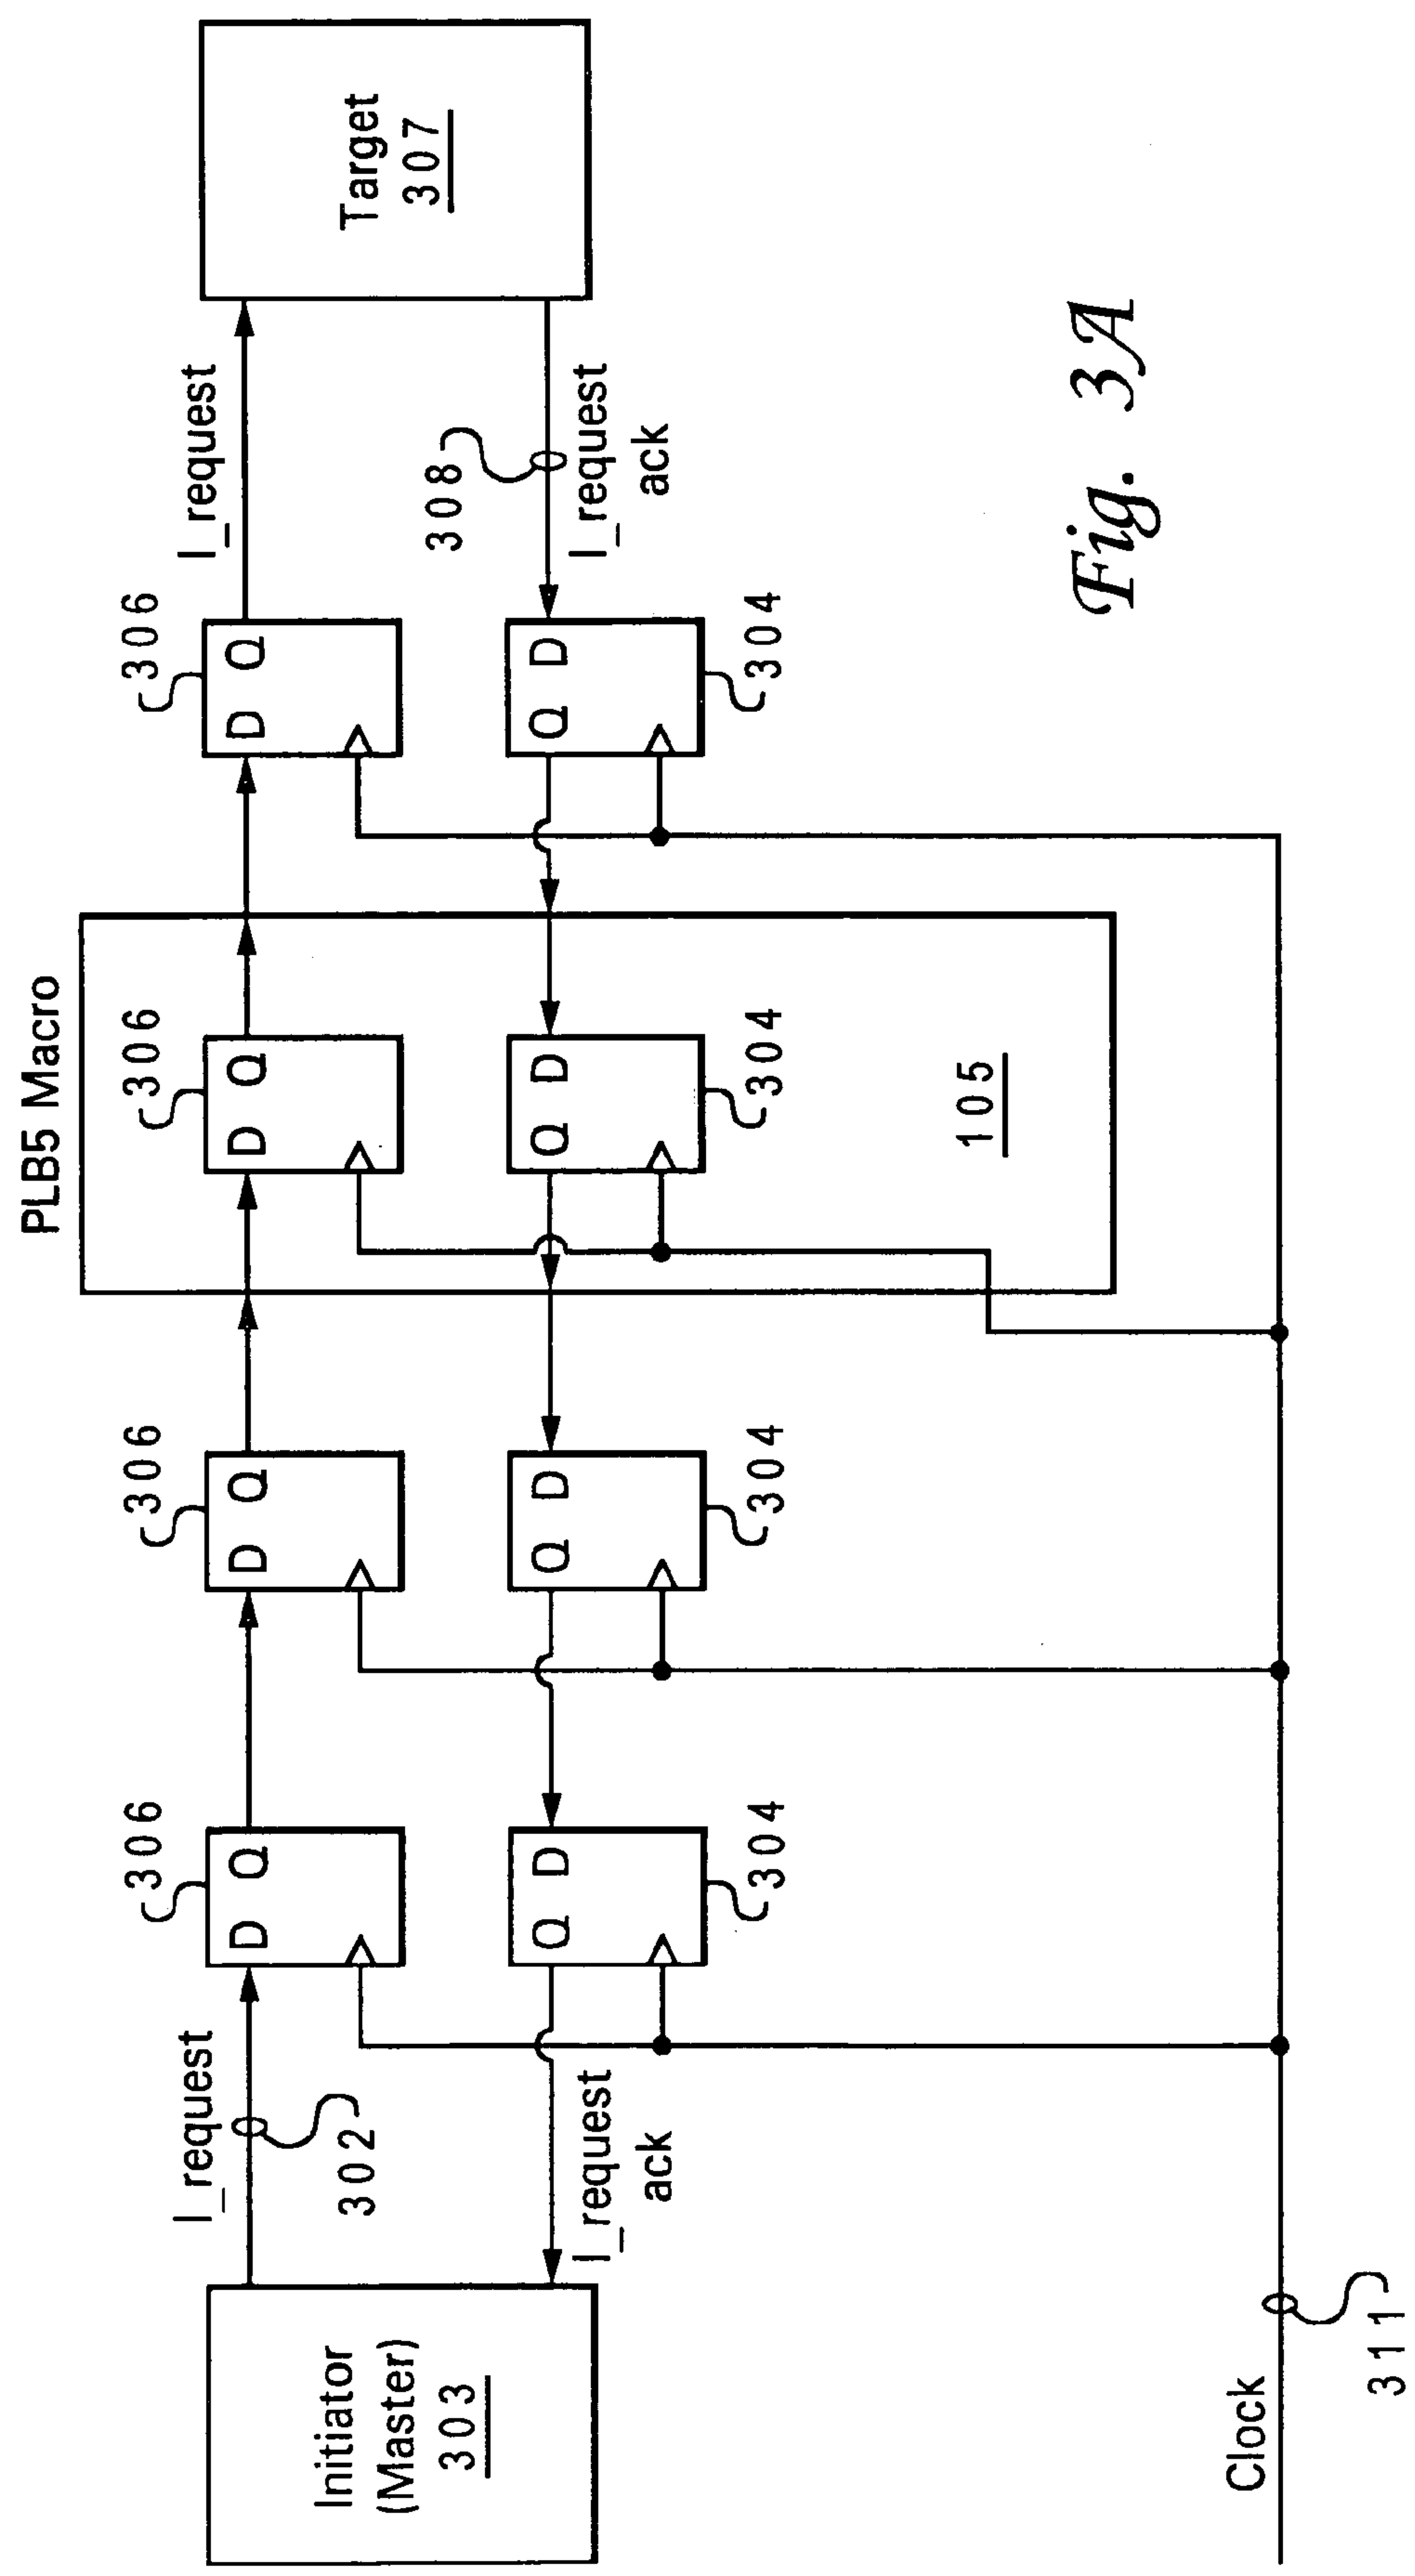 PLB5 Macro
I_request
302
306
306
306
306
I_request
D Q
D Q
D Q
D Q
Initiator
(Master)
303
Target
307
308
Q D
Q D
Q D
Q D
I_request
ack
304
304
304
304
I_request
ack
105
Clock
311
Fig. 3A